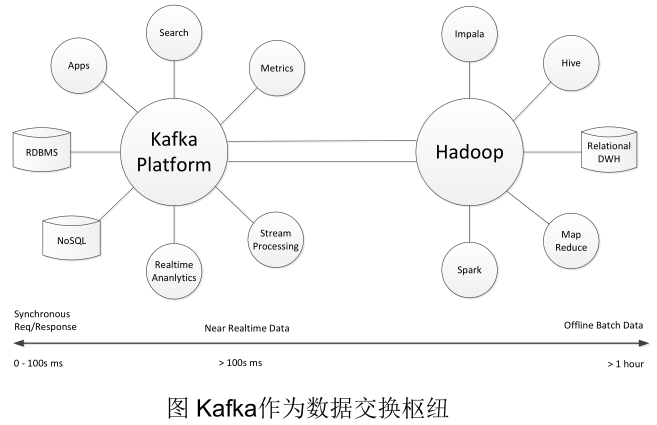 Search
Impala
Apps
Metrics
Hive
Kafka
Platform
Hadoop
RDBMS
Relational
DWH
NoSQL
Stream
Processing
Map
Reduce
Realtime
Ananlytics
Spark
Synchronous
Req/Response
Near Realtime Data
Offline Batch Data
0 - 100s ms
> 100s ms
> 1 hour
图 Kafka作为数据交换枢纽